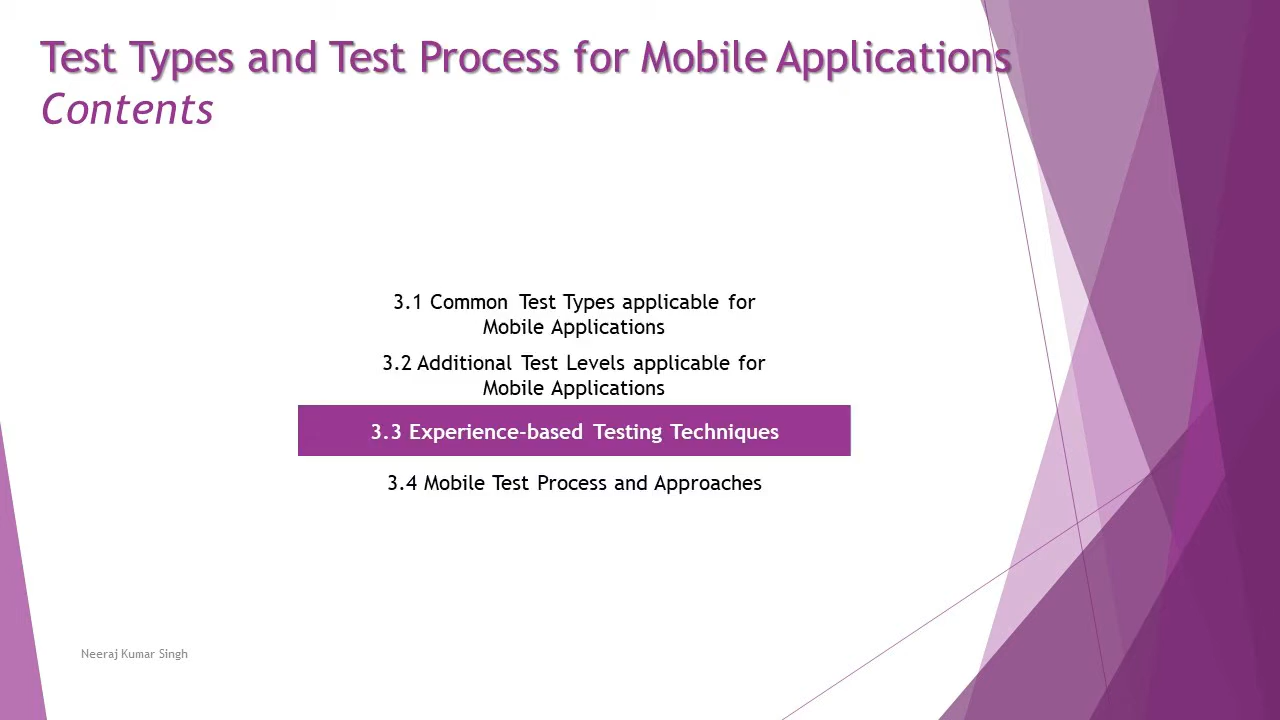 Test Types and Test Process for Mobile Applications
Contents
3.1 Common Test Types applicable for
Mobile Applications
3.2 Additional Test Levels applicable for
Mobile Applications
3.3 Experience-based Testing Techniques
3.4 Mobile Test Process and Approaches
Neeraj Kumar Singh